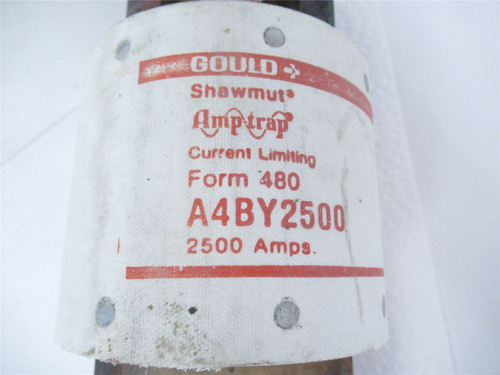 GOULD
Shawmut®
Amp-trap®
Current Limiting
Form 480
A4BY2500
2500 Amps.